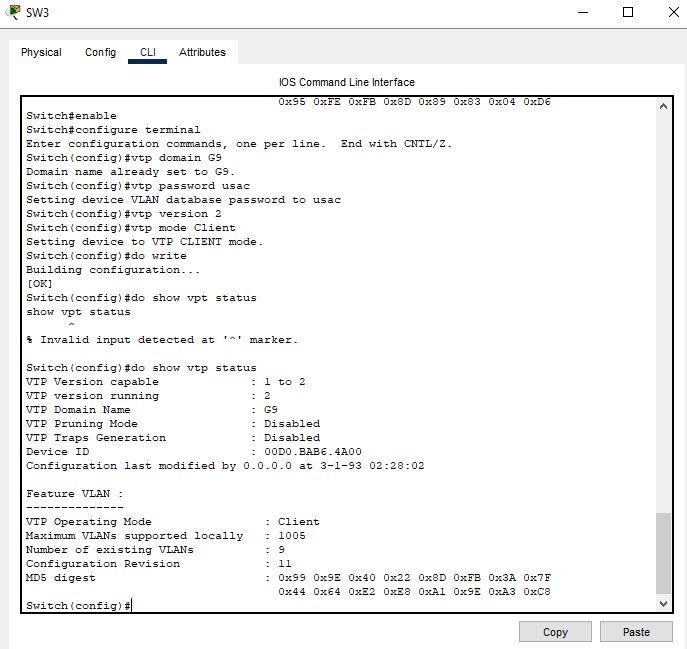 SW3
Physical Config CLI Attributes
IOS Command Line Interface
0x95 0xFE 0xFB 0x8D 0x89 0x83 0x04 0xD6
Switch#enable
Switch#configure terminal
Enter configuration commands, one per line.  End with CNTL/Z.
Switch(config)#vtp domain G9
Domain name already set to G9.
Switch(config)#vtp password usac
Setting device VLAN database password to usac
Switch(config)#vtp version 2
Switch(config)#vtp mode Client
Setting device to VTP CLIENT mode.
Switch(config)#do write
Building configuration...
[OK]
Switch(config)#do show vpt status
show vpt status
^
% Invalid input detected at '^' marker.
Switch(config)#do show vtp status
VTP Version capable : 1 to 2
VTP version running : 2
VTP Domain Name : G9
VTP Pruning Mode : Disabled
VTP Traps Generation : Disabled
Device ID : 00D0.BAB6.4A00
Configuration last modified by 0.0.0.0 at 3-1-93 02:28:02
Feature VLAN :
--------------
VTP Operating Mode : Client
Maximum VLANs supported locally : 1005
Number of existing VLANs : 9
Configuration Revision : 11
MD5 digest : 0x99 0x9E 0x40 0x22 0x8D 0xFB 0x3A 0x7F
0x44 0x64 0xE2 0xE8 0xA1 0x9E 0xA3 0xC8
Switch(config)#
Copy Paste